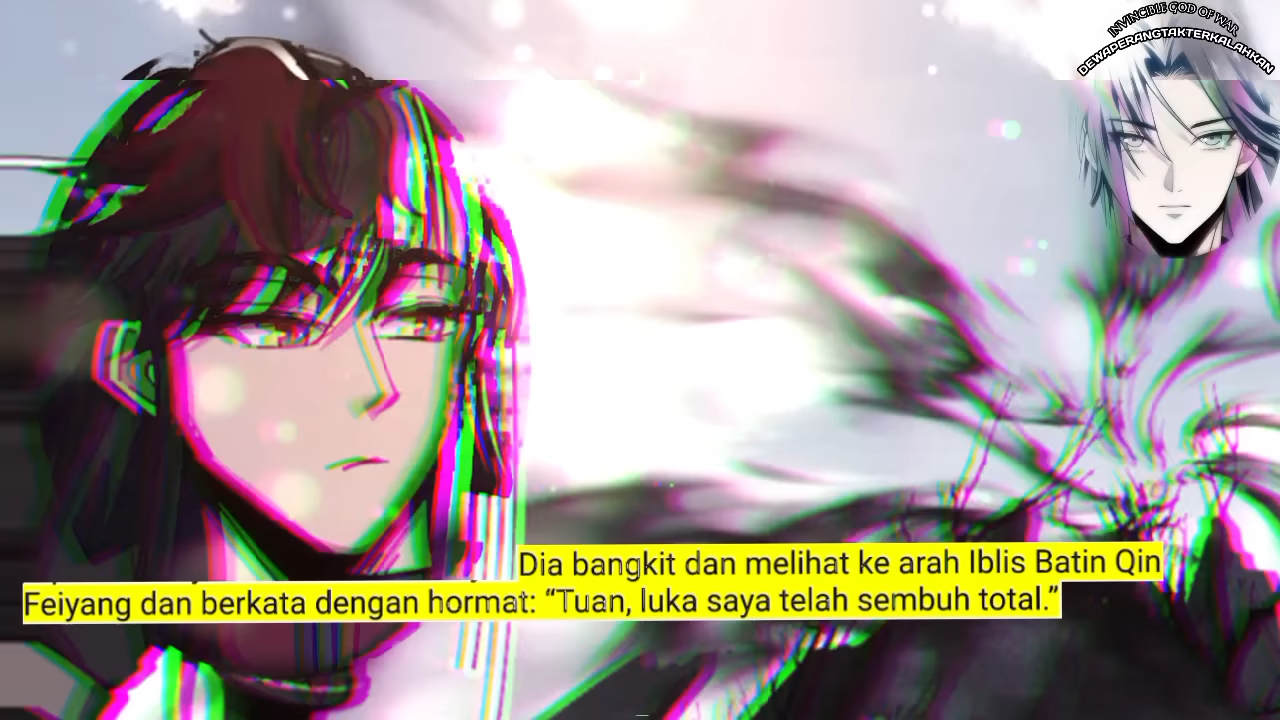 INVINCIBLE GOD OF WAR
DEWAPERANGTAKTERKALAHKAN
Dia bangkit dan melihat ke arah Iblis Batin Qin
Feiyang dan berkata dengan hormat: “Tuan, luka saya telah sembuh total.”